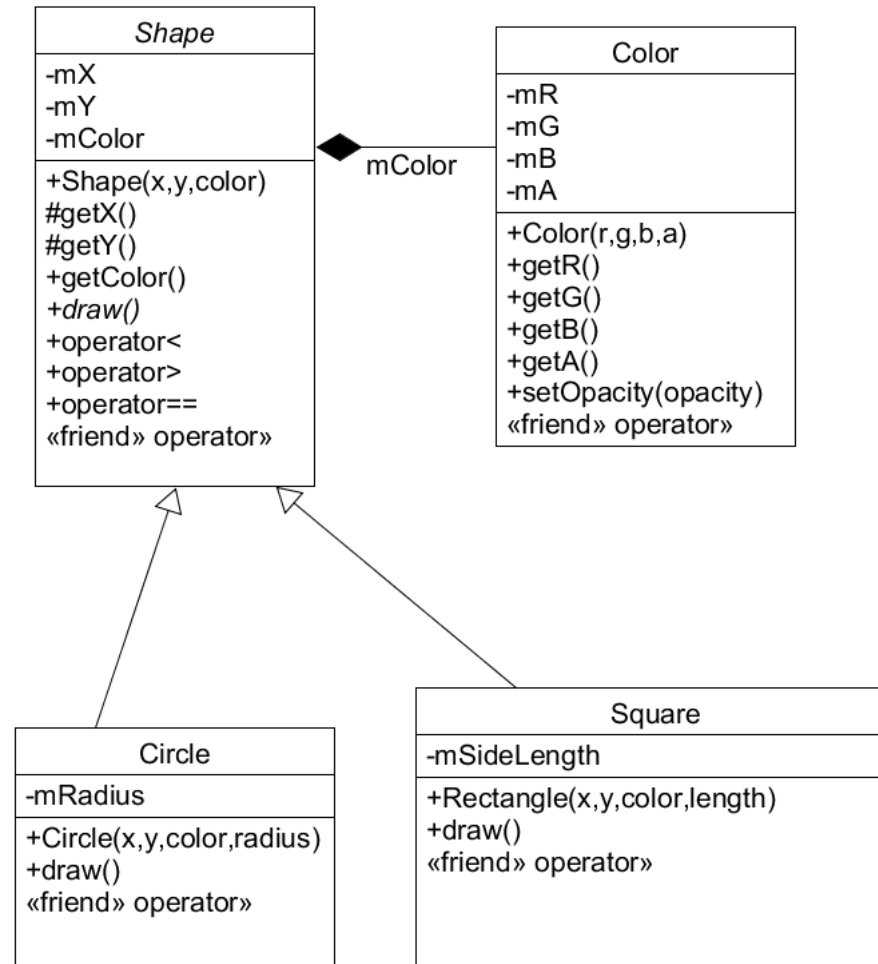 Shape
-mX
-mY
-mColor
+Shape(x,y,color)
#getX()
#getY()
+getColor()
+draw()
+operator<
+operator>
+operator==
«friend» operator»
mColor
Color
-mR
-mG
-mB
-mA
+Color(r,g,b,a)
+getR()
+getG()
+getB()
+getA()
+setOpacity(opacity)
«friend» operator»
Circle
-mRadius
+Circle(x,y,color,radius)
+draw()
«friend» operator»
Square
-mSideLength
+Rectangle(x,y,color,length)
+draw()
«friend» operator»